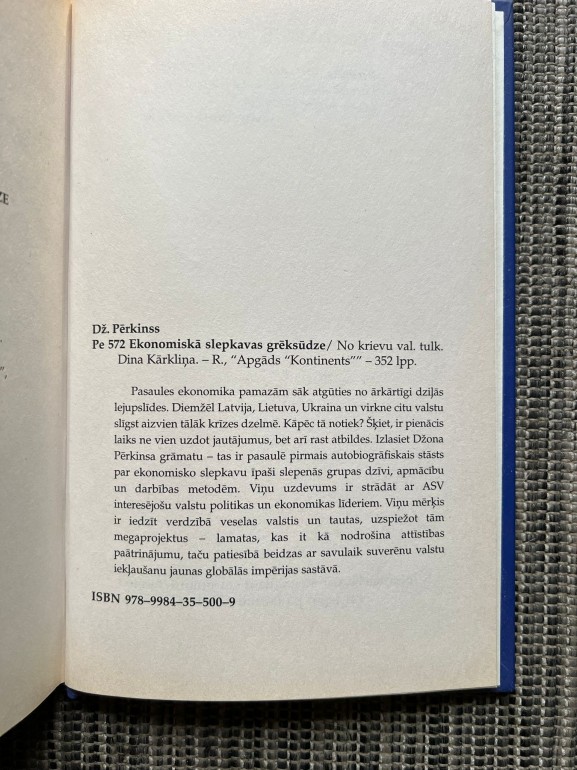 ZE
Dž. Pērkinss
Pe 572 Ekonomiskā slepkavas grēksūdze/ No krievu val. tulk.
Dina Kārkliņa. – R., “Apgāds “Kontinents”” – 352 lpp.
Pasaules ekonomika pamazām sāk atgūties no ārkārtīgi dziļās
lejupslīdes. Diemžēl Latvija, Lietuva, Ukraina un virkne citu valstu
slīgst aizvien tālāk krīzes dzelmē. Kāpēc tā notiek? Šķiet, ir pienācis
laiks ne vien uzdot jautājumus, bet arī rast atbildes. Izlasiet Džona
Pērkinsa grāmatu – tas ir pasaulē pirmais autobiogrāfiskais stāsts
par ekonomisko slepkavu īpaši slepenās grupas dzīvi, apmācību
un darbības metodēm. Viņu uzdevums ir strādāt ar ASV
interesējošu valstu politikas un ekonomikas līderiem. Viņu mērķis
ir iedzīt verdzībā veselas valstis un tautas, uzspiežot tām
megaprojektus – lamatas, kas it kā nodrošina attīstības
paātrinājumu, taču patiesībā beidzas ar savulaik suverēnu valstu
iekļaušanu jaunas globālās impērijas sastāvā.
ISBN 978–9984–35–500–9